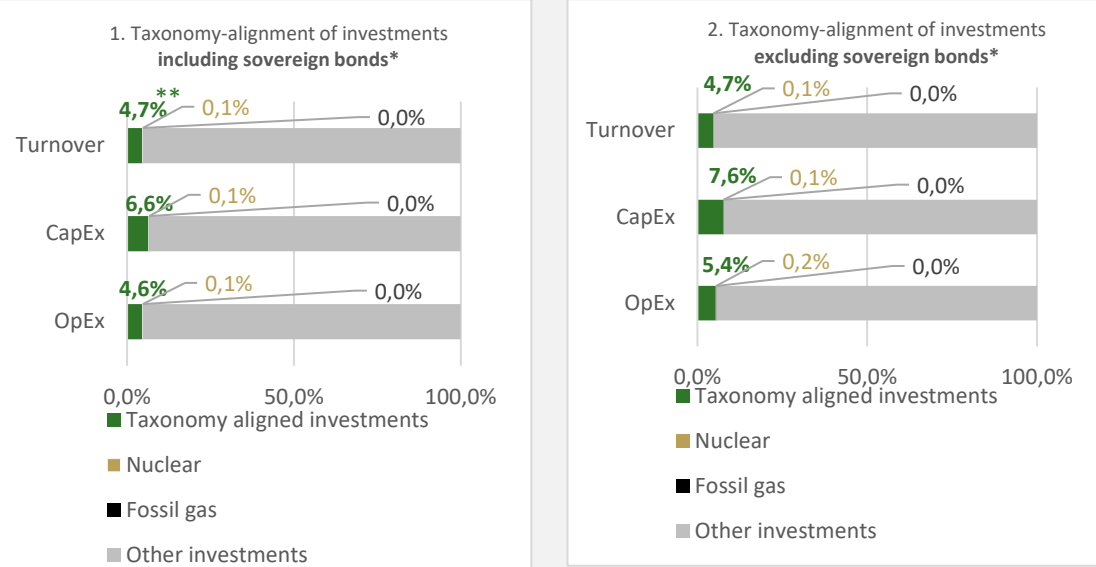 1. Taxonomy-alignment of investments
including sovereign bonds*
**
4,7%
0,1%
0,0%
Turnover
6,6%
0,1%
0,0%
CapEx
4,6%
0,1%
0,0%
OpEx
0,0%
50,0%
100,0%
Taxonomy aligned investments
Nuclear
Fossil gas
Other investments
2. Taxonomy-alignment of investments
excluding sovereign bonds*
4,7%
0,1%
0,0%
Turnover
7,6%
0,1%
0,0%
CapEx
5,4%
0,2%
0,0%
OpEx
0,0%
50,0%
100,0%
Taxonomy aligned investments
Nuclear
Fossil gas
Other investments